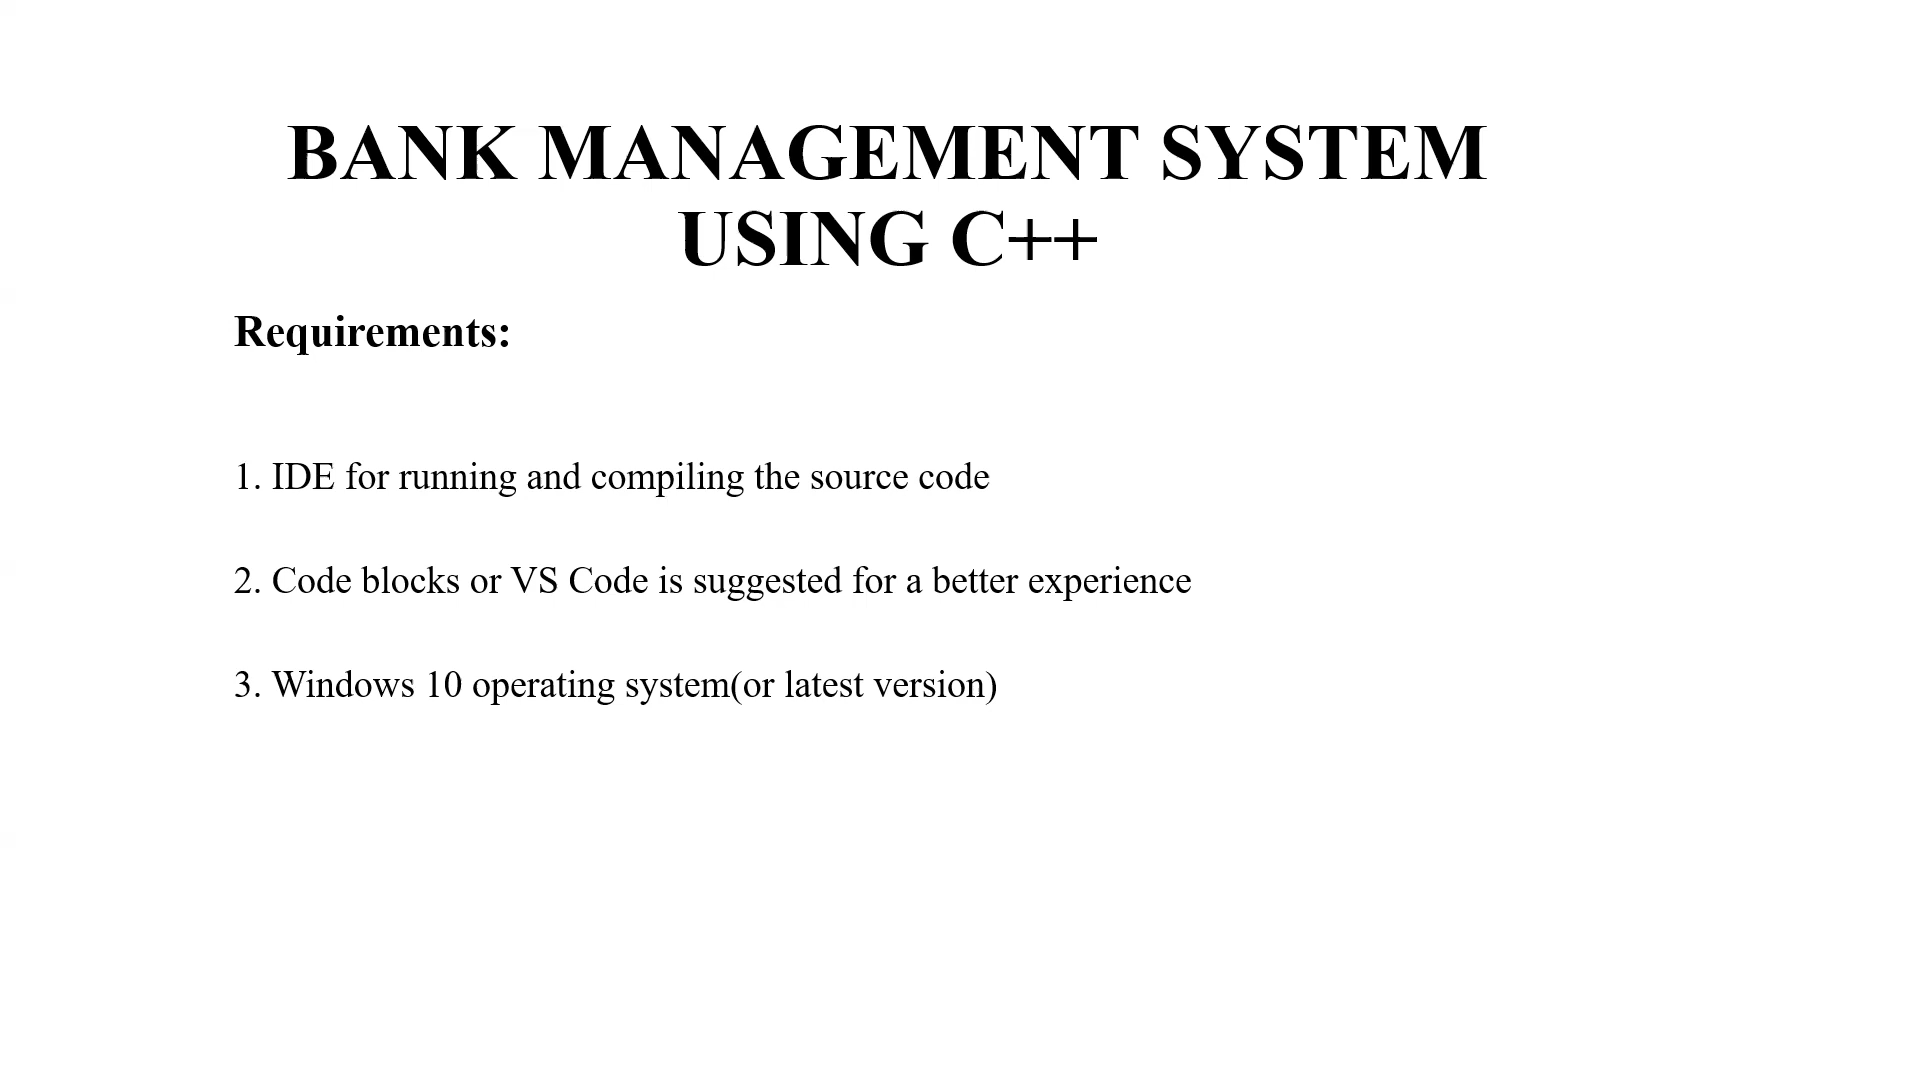 BANK MANAGEMENT SYSTEM
USING C++
Requirements:
1. IDE for running and compiling the source code
2. Code blocks or VS Code is suggested for a better experience
3. Windows 10 operating system(or latest version)